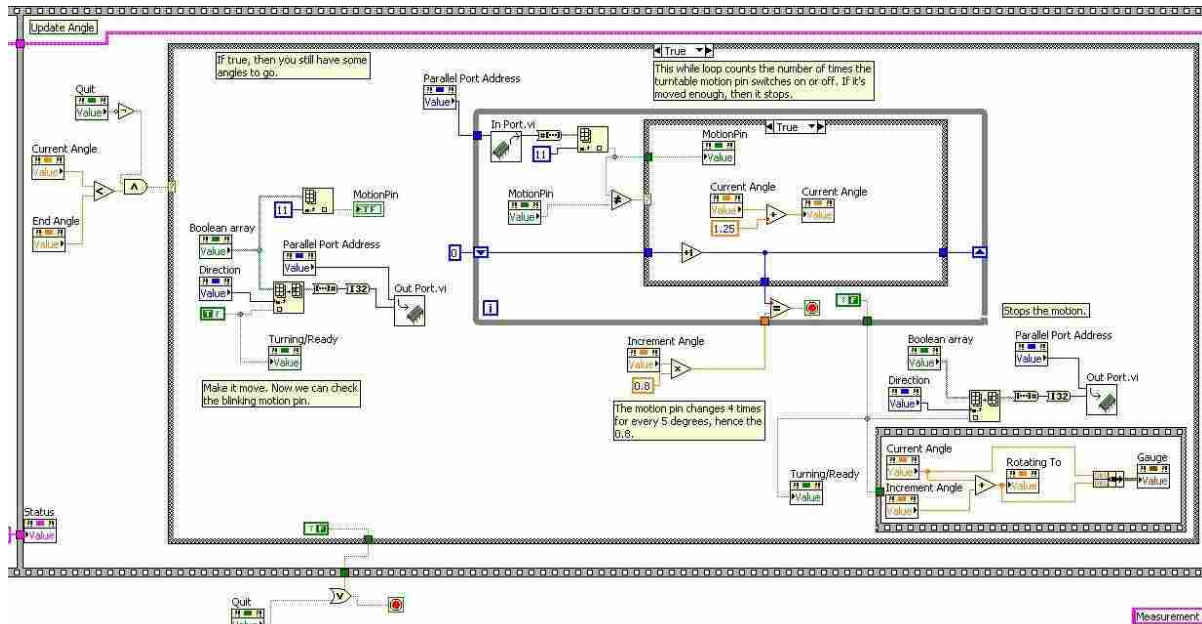 Update Angle
If true, then you still have some
angles to go.
True
This while loop counts the number of times the
turntable motion pin switches on or off. If it's
moved enough, then it stops.
Quit
Value
Parallel Port Address
Value
In Port.vi
11
True
MotionPin
Value
Current Angle
Value
End Angle
Value
MotionPin
Value
Current Angle
Value
1.25
Current Angle
Value
+1
0
i
11
MotionPin
TF
Boolean array
Value
Parallel Port Address
Value
Direction
Value
I32
Out Port.vi
T F
Turning/Ready
Value
Make it move. Now we can check
the blinking motion pin.
Increment Angle
Value
0.8
The motion pin changes 4 times
for every 5 degrees, hence the
0.8.
T F
Stops the motion.
Boolean array
Value
Parallel Port Address
Value
Direction
Value
I32
Out Port.vi
Turning/Ready
Value
Current Angle
Value
Increment Angle
Value
Rotating To
Value
Gauge
Value
Status
Value
T F
Quit
Value
Measurement